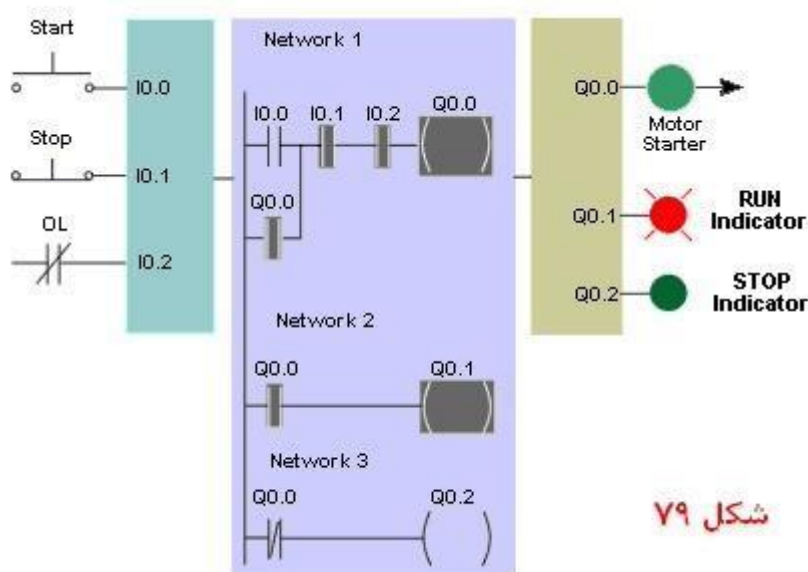 Start
I0.0
Stop
I0.1
OL
I0.2
Network 1
I0.0 I0.1 I0.2 Q0.0
Q0.0
Network 2
Q0.0 Q0.1
Network 3
Q0.0 Q0.2
Q0.0
Motor
Starter
Q0.1
RUN
Indicator
Q0.2
STOP
Indicator
شکل ۷۹